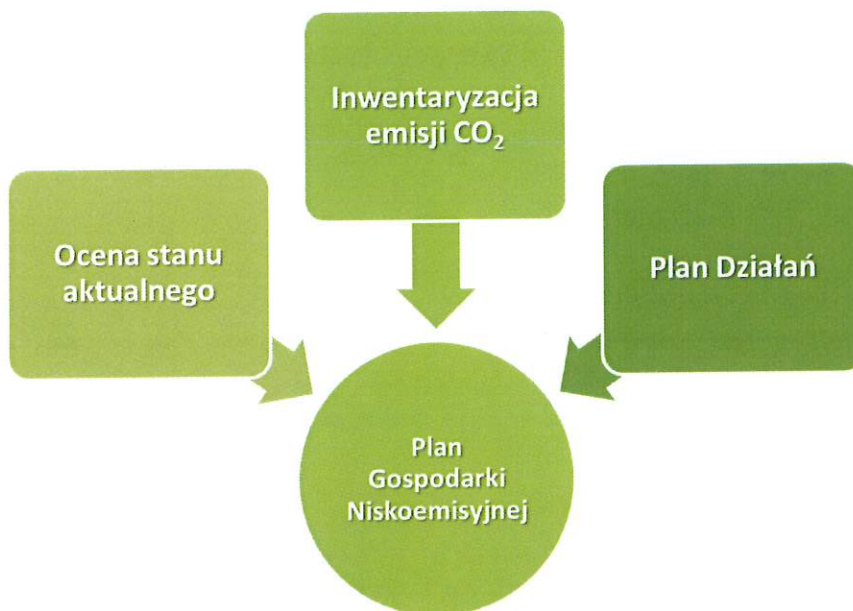 Inwentaryzacja
emisji CO₂
Ocena stanu
aktualnego
Plan Działań
Plan
Gospodarki
Niskoemisyjnej